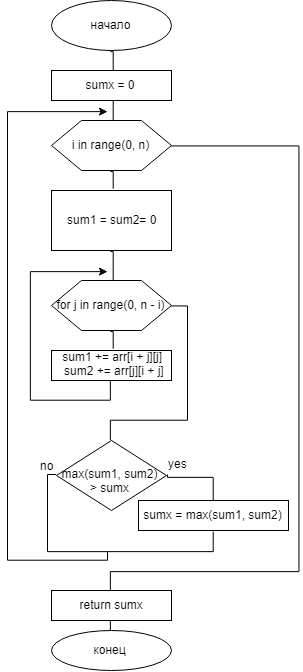 начало
sumx = 0
i in range(0, n)
sum1 = sum2= 0
for j in range(0, n - i)
sum1 += arr[i + j][j]
sum2 += arr[j][i + j]
no
max(sum1, sum2)
> sumx
yes
sumx = max(sum1, sum2)
return sumx
конец